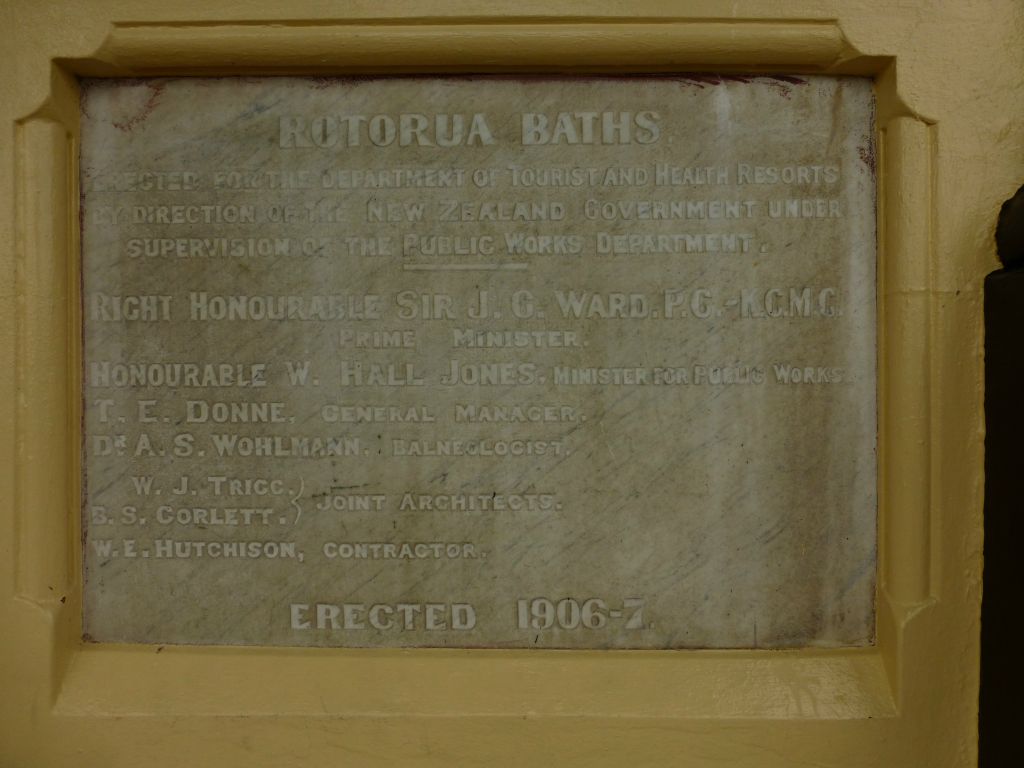 ROTORUA BATHS
ERECTED FOR THE DEPARTMENT OF TOURIST AND HEALTH RESORTS
BY DIRECTION OF THE NEW ZEALAND GOVERNMENT UNDER
SUPERVISION OF THE PUBLIC WORKS DEPARTMENT.
RIGHT HONOURABLE SIR J. G. WARD. P.C.-K.C.M.G.
PRIME MINISTER.
HONOURABLE W. HALL JONES. MINISTER FOR PUBLIC WORKS.
T. E. DONNE, GENERAL MANAGER.
DR A. S. WOHLMANN. BALNEOLOGIST.
W. J. TRIGG.
B. S. CORLETT. } JOINT ARCHITECTS.
W. E. HUTCHISON, CONTRACTOR.
ERECTED 1906-7.